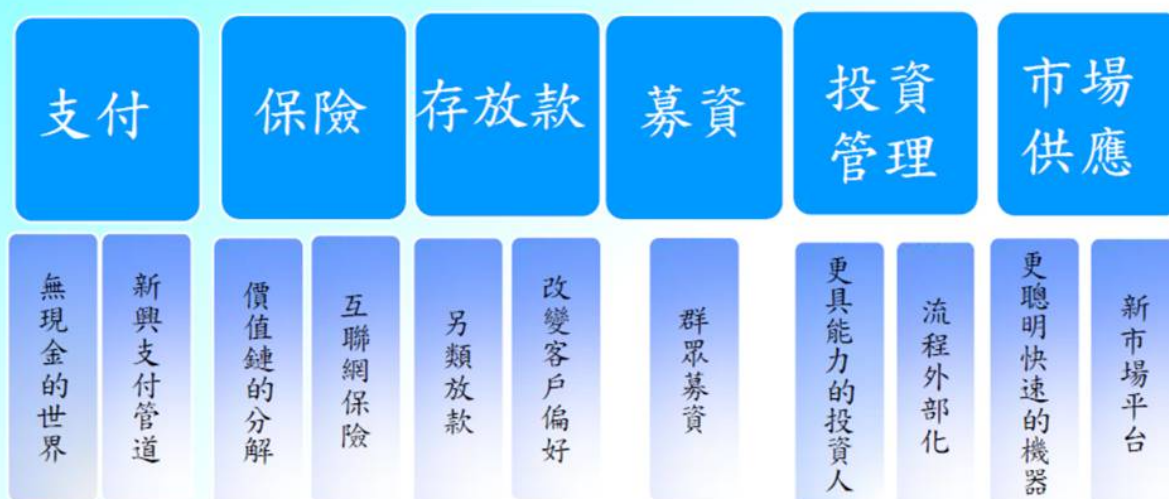 支付
保險
存放款
募資
投資
管理
市場
供應
無現金的世界
新興支付管道
價值鏈的分解
互聯網保險
另類放款
改變客戶偏好
群眾募資
更具能力的投資人
流程外部化
更聰明快速的機器
新市場平台